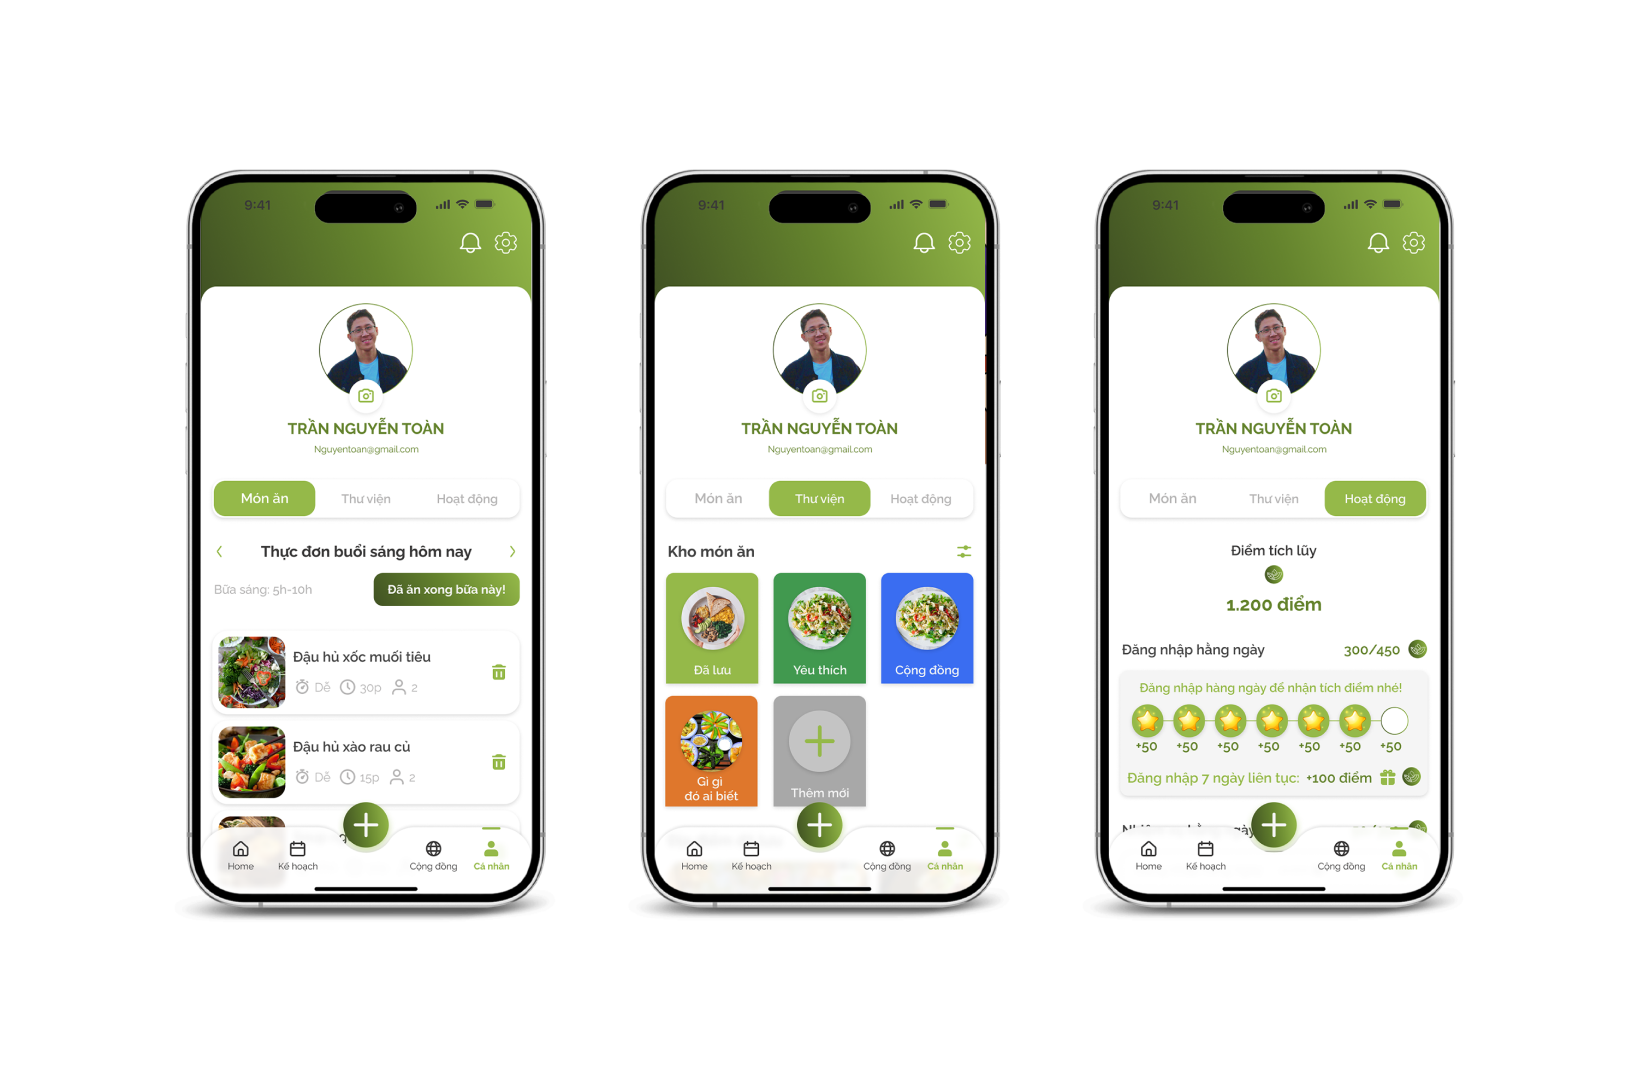 9:41
TRẦN NGUYỄN TOÀN
Nguyentoan@gmail.com
Món ăn Thư viện Hoạt động
Thực đơn buổi sáng hôm nay
Bữa sáng: 5h-10h Đã ăn xong bữa này!
Đậu hủ xốc muối tiêu
Dễ 30p 2
Đậu hủ xào rau củ
Dễ 15p 2
Home Kế hoạch Cộng đồng Cá nhân
9:41
TRẦN NGUYỄN TOÀN
Nguyentoan@gmail.com
Món ăn Thư viện Hoạt động
Kho món ăn
Đã lưu Yêu thích Cộng đồng
Gì gì
đó ai biết
Thêm mới
Home Kế hoạch Cộng đồng Cá nhân
9:41
TRẦN NGUYỄN TOÀN
Nguyentoan@gmail.com
Món ăn Thư viện Hoạt động
Điểm tích lũy
1.200 điểm
Đăng nhập hằng ngày 300/450
Đăng nhập hàng ngày để nhận tích điểm nhé!
+50 +50 +50 +50 +50 +50 +50
Đăng nhập 7 ngày liên tục: +100 điểm
Home Kế hoạch Cộng đồng Cá nhân